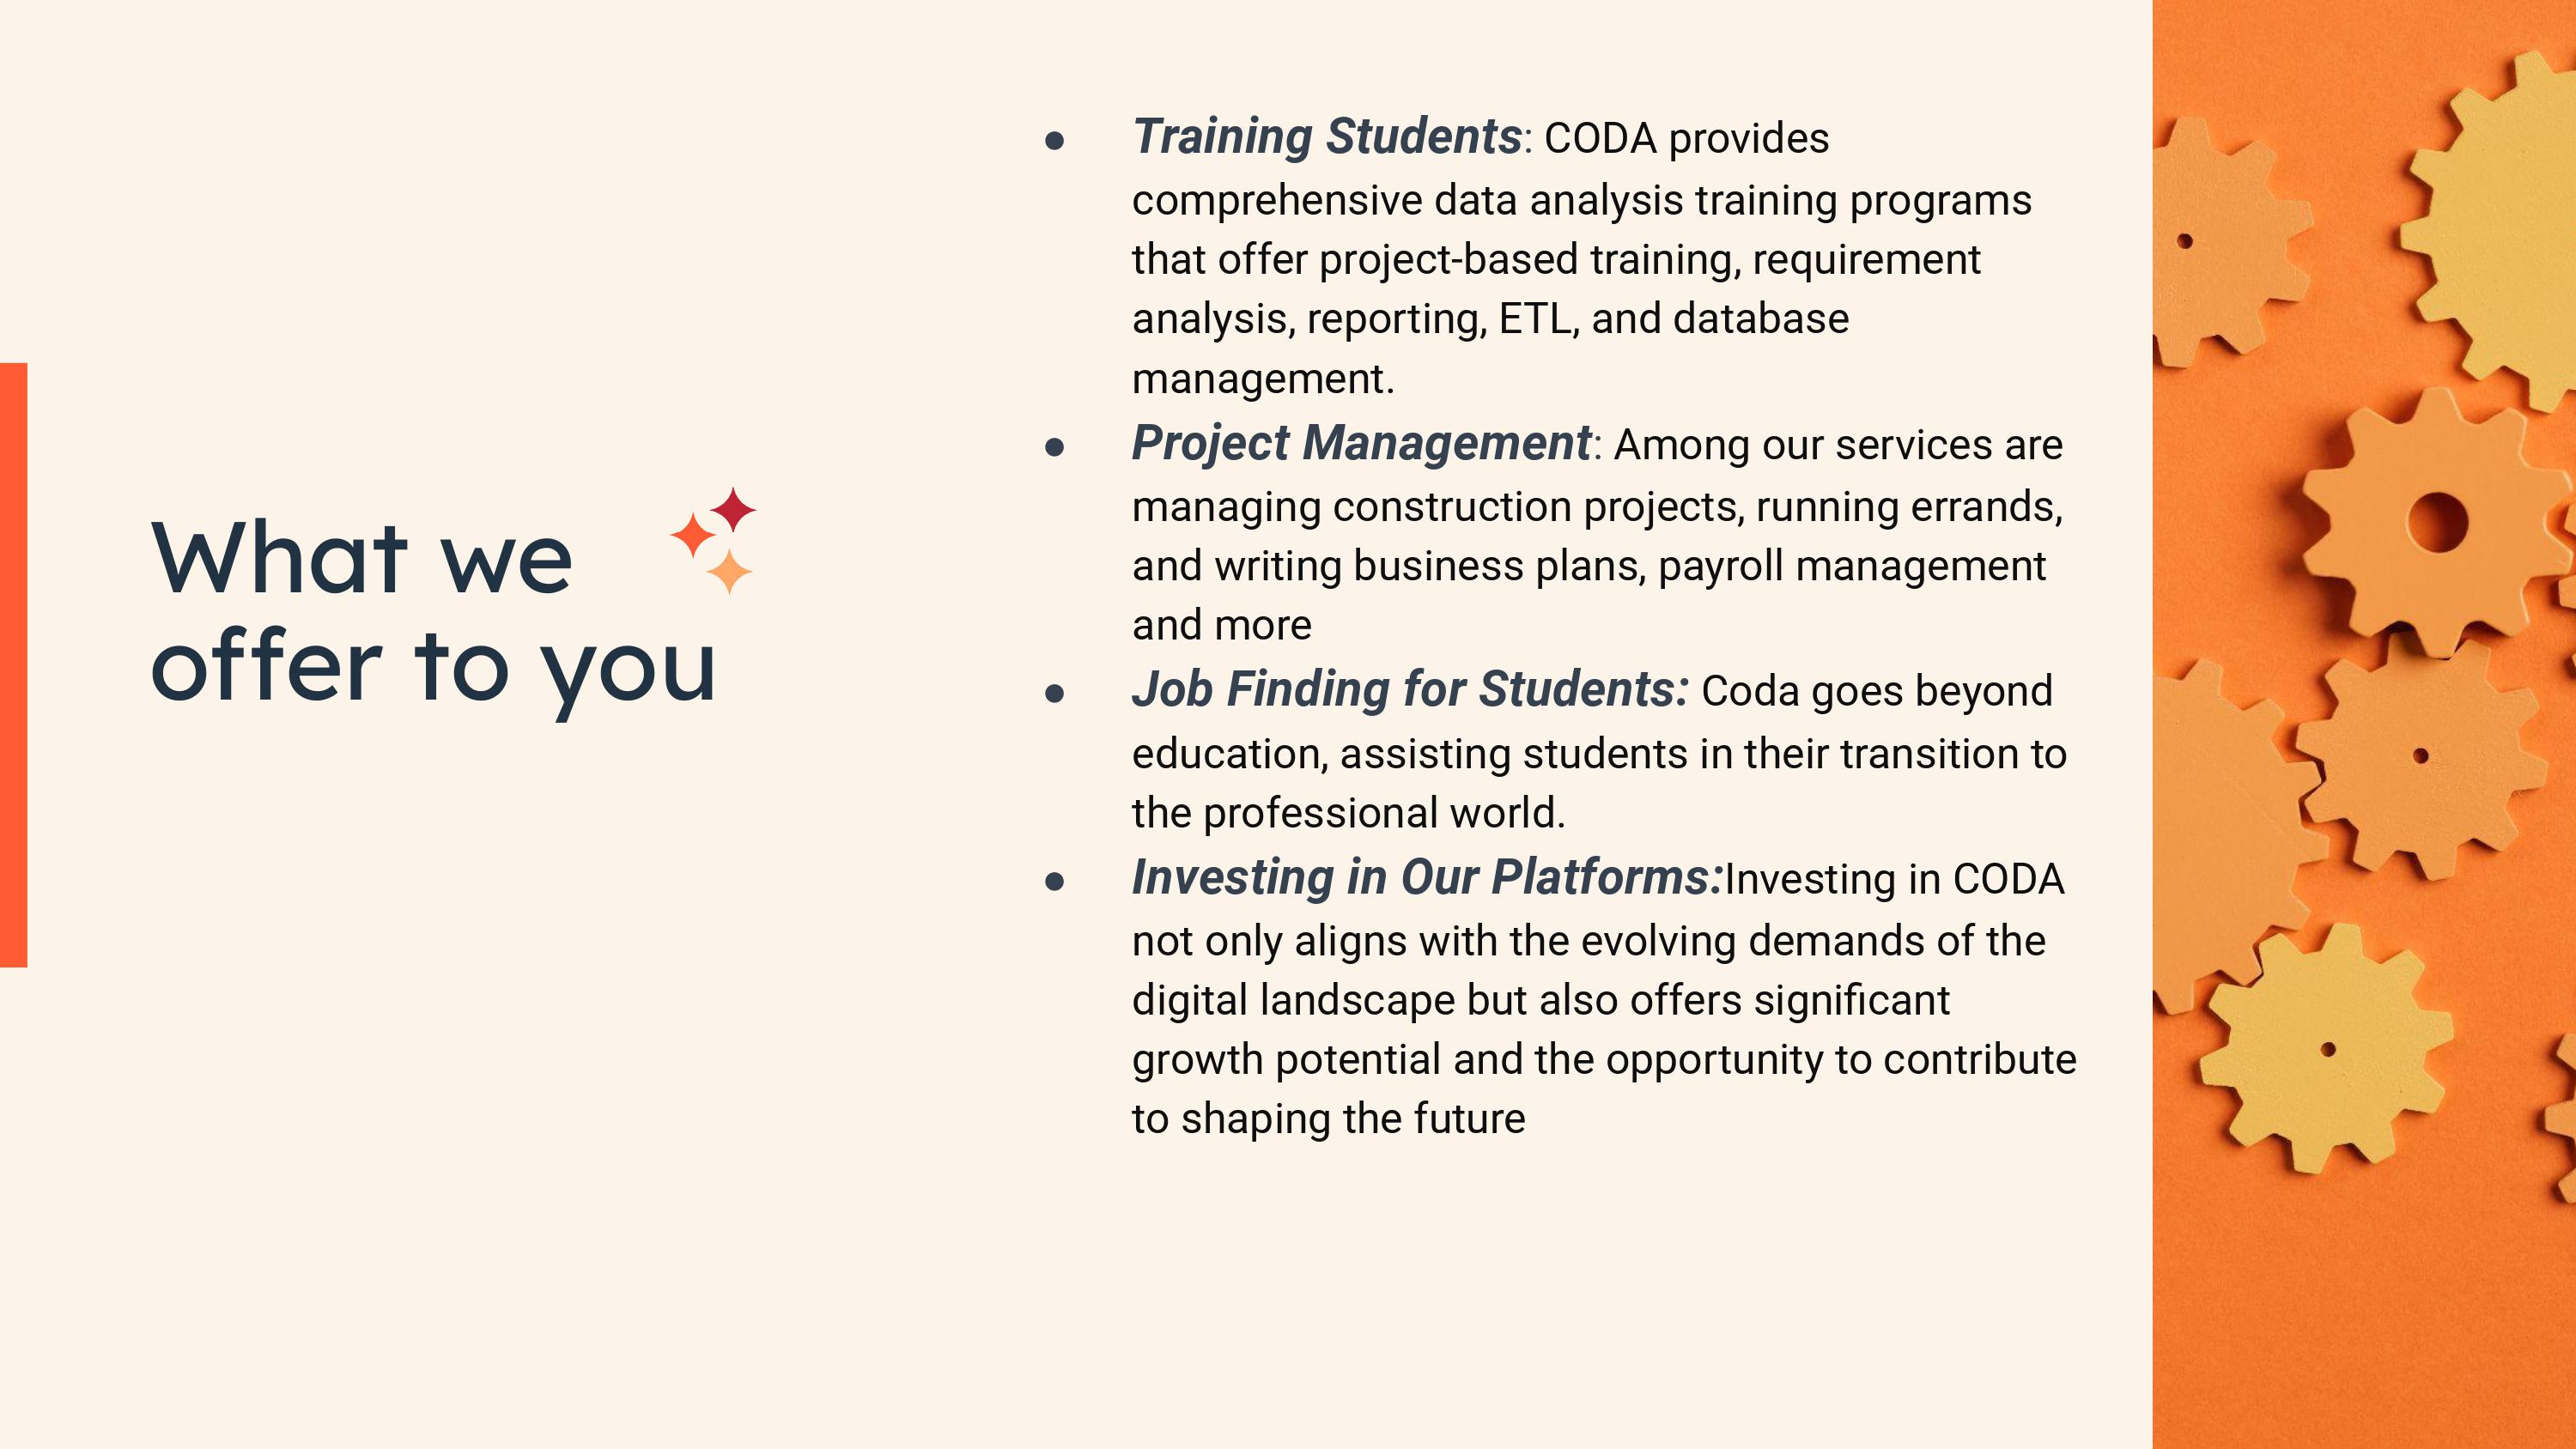 What we
offer to you
● Training Students: CODA provides
comprehensive data analysis training programs
that offer project-based training, requirement
analysis, reporting, ETL, and database
management.
● Project Management: Among our services are
managing construction projects, running errands,
and writing business plans, payroll management
and more
● Job Finding for Students: Coda goes beyond
education, assisting students in their transition to
the professional world.
● Investing in Our Platforms:Investing in CODA
not only aligns with the evolving demands of the
digital landscape but also offers significant
growth potential and the opportunity to contribute
to shaping the future